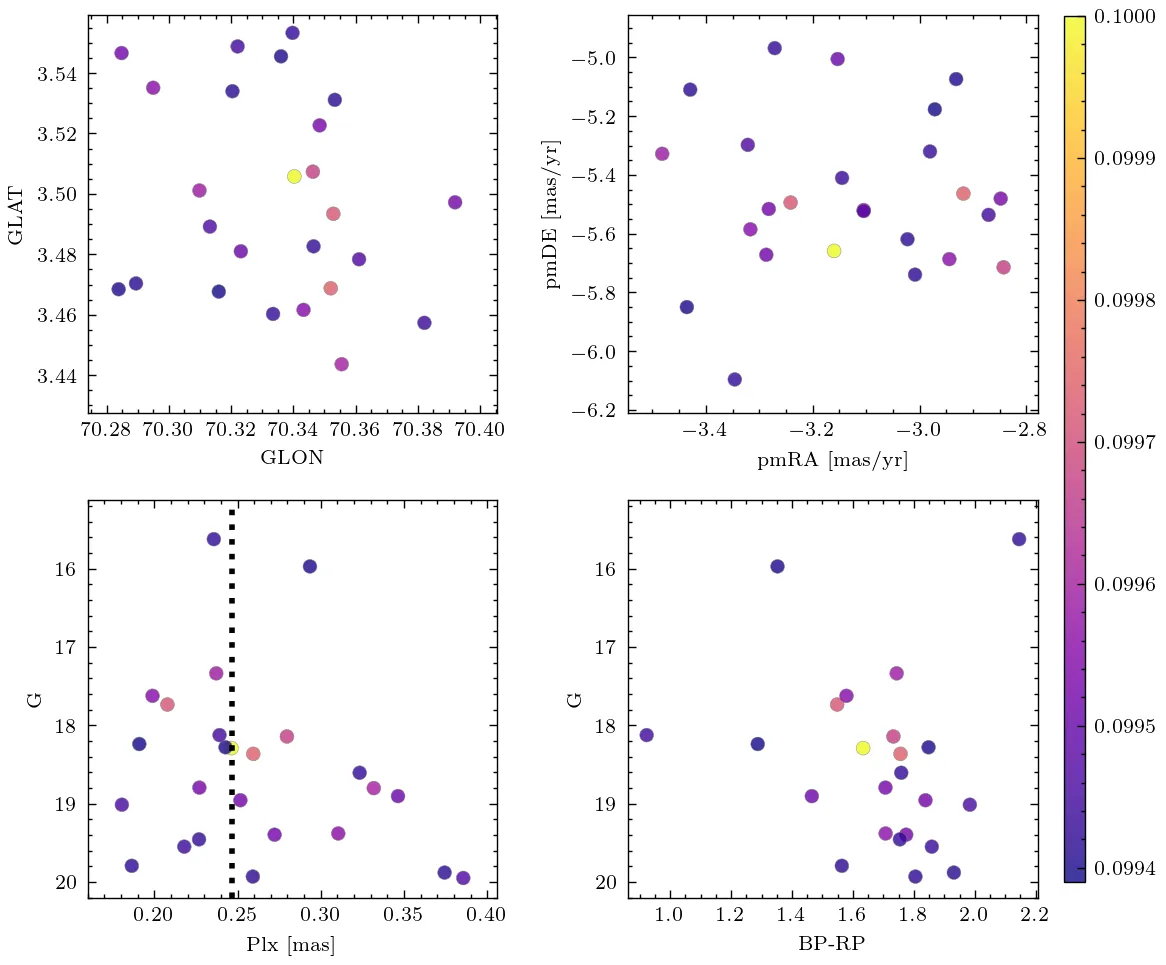 3.54
3.52
3.50
3.48
3.46
3.44
GLAT
70.28 70.30 70.32 70.34 70.36 70.38 70.40
GLON
−5.0
−5.2
−5.4
−5.6
−5.8
−6.0
−6.2
pmDE [mas/yr]
−3.4 −3.2 −3.0 −2.8
pmRA [mas/yr]
0.1000
0.0999
0.0998
0.0997
0.0996
0.0995
0.0994
16
17
18
19
20
G
0.20 0.25 0.30 0.35 0.40
Plx [mas]
16
17
18
19
20
G
1.0 1.2 1.4 1.6 1.8 2.0 2.2
BP-RP